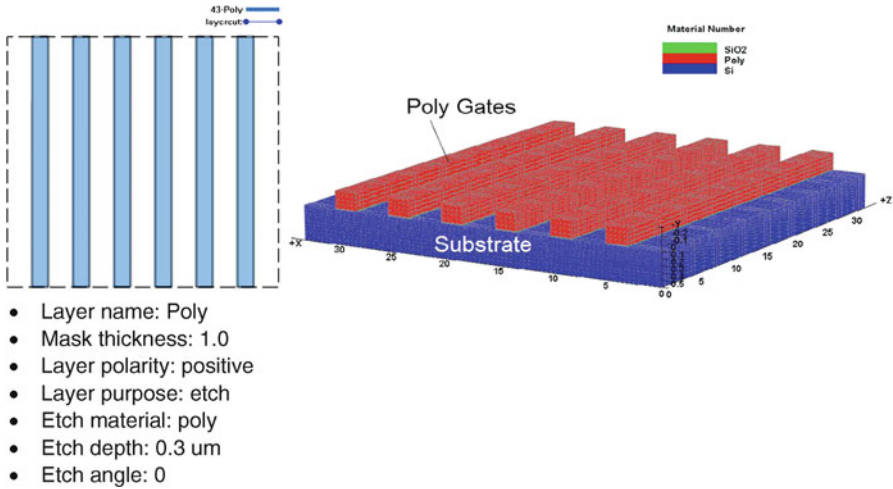 43-Poly
layercut:
Material Number
SiO2
Poly
Si
Poly Gates
Substrate
+X
30
25
20
15
10
5
0
0
5
10
15
20
25
30
+Z
-Y
• Layer name: Poly
• Mask thickness: 1.0
• Layer polarity: positive
• Layer purpose: etch
• Etch material: poly
• Etch depth: 0.3 um
• Etch angle: 0